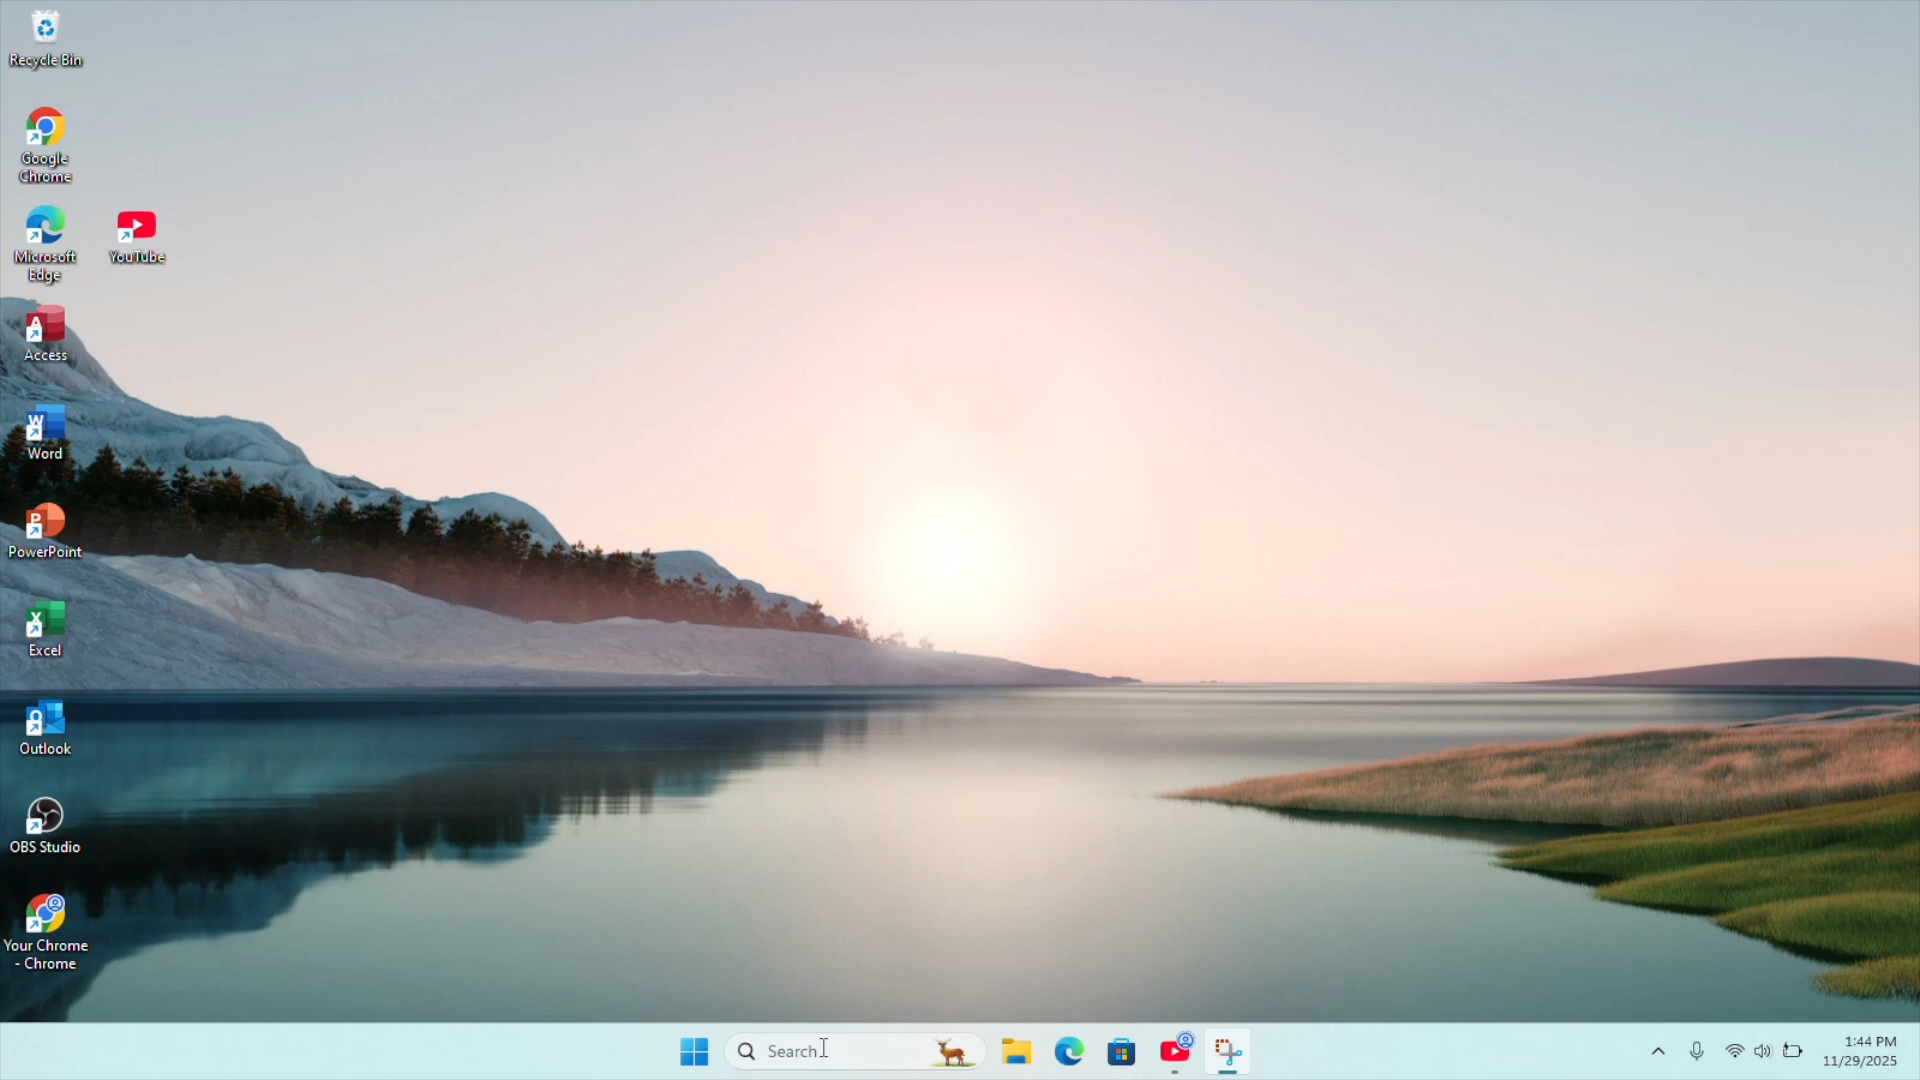 Recycle Bin
Google
Chrome
Microsoft
Edge
YouTube
Access
Word
PowerPoint
Excel
Outlook
OBS Studio
Your Chrome
- Chrome
Search
1:44 PM
11/29/2025